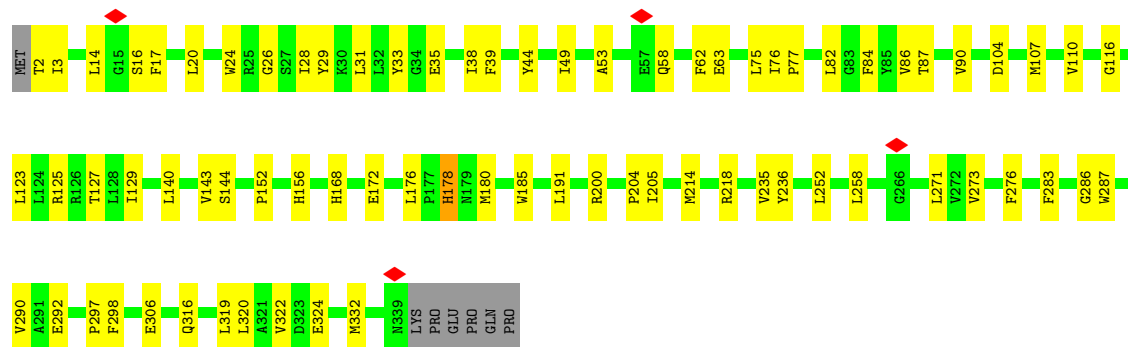 MET T2 I3 L14 G15 S16 F17 L20 W24 R25 G26 S27 I28 Y29 K30 L31 L32 Y33 G34 E35 I38 F39 Y44 I49 A53 E57 Q58 F62 E63 L75 I76 P77 L82 G83 F84 Y85 V86 T87 V90 D104 M107 V110 G116
L123 L124 R125 R126 T127 L128 I129 L140 V143 S144 P152 H156 H168 E172 L176 P177 H178 N179 M180 W185 L191 R200 P204 I205 M214 R218 V235 Y236 L252 L258 G266 L271 V272 V273 F276 F283 G286 W287
V290 A291 E292 P297 F298 E306 Q316 L319 L320 A321 V322 D323 E324 M332 N339 LYS PRO GLU PRO GLN PRO